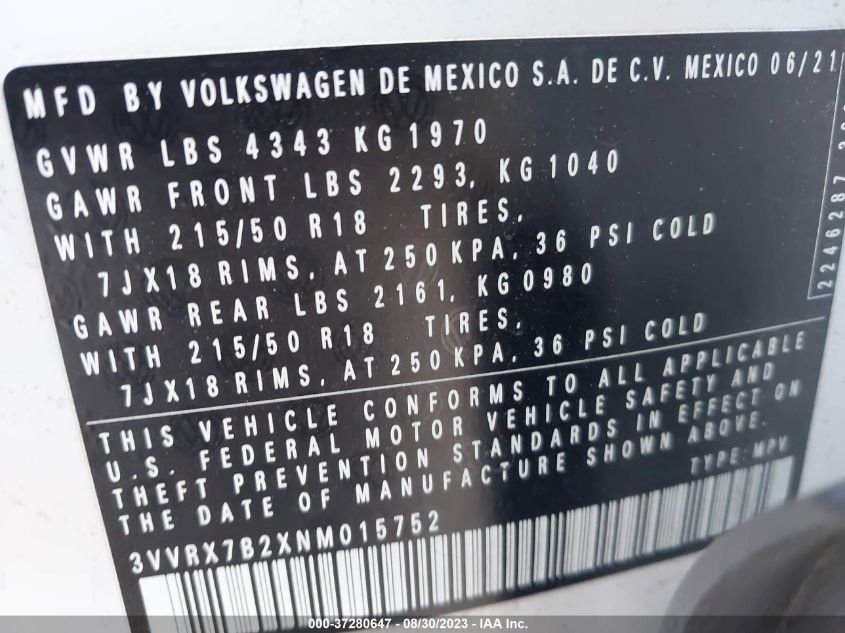 MFD BY VOLKSWAGEN DE MEXICO S.A. DE C.V. MEXICO 06/21
GVWR LBS 4343 KG 1970
GAWR FRONT LBS 2293, KG 1040
WITH 215/50 R18 TIRES,
7JX18 RIMS, AT 250 KPA, 36 PSI COLD
GAWR REAR LBS 2161, KG 0980
WITH 215/50 R18 TIRES,
7JX18 RIMS, AT 250 KPA, 36 PSI COLD
THIS VEHICLE CONFORMS TO ALL APPLICABLE
U.S. FEDERAL MOTOR VEHICLE SAFETY AND
THEFT PREVENTION STANDARDS IN EFFECT ON
THE DATE OF MANUFACTURE SHOWN ABOVE.
TYPE: MPV
3VVRX7B2XNM015752
2246287
000-37280647 - 08/30/2023 - IAA Inc.